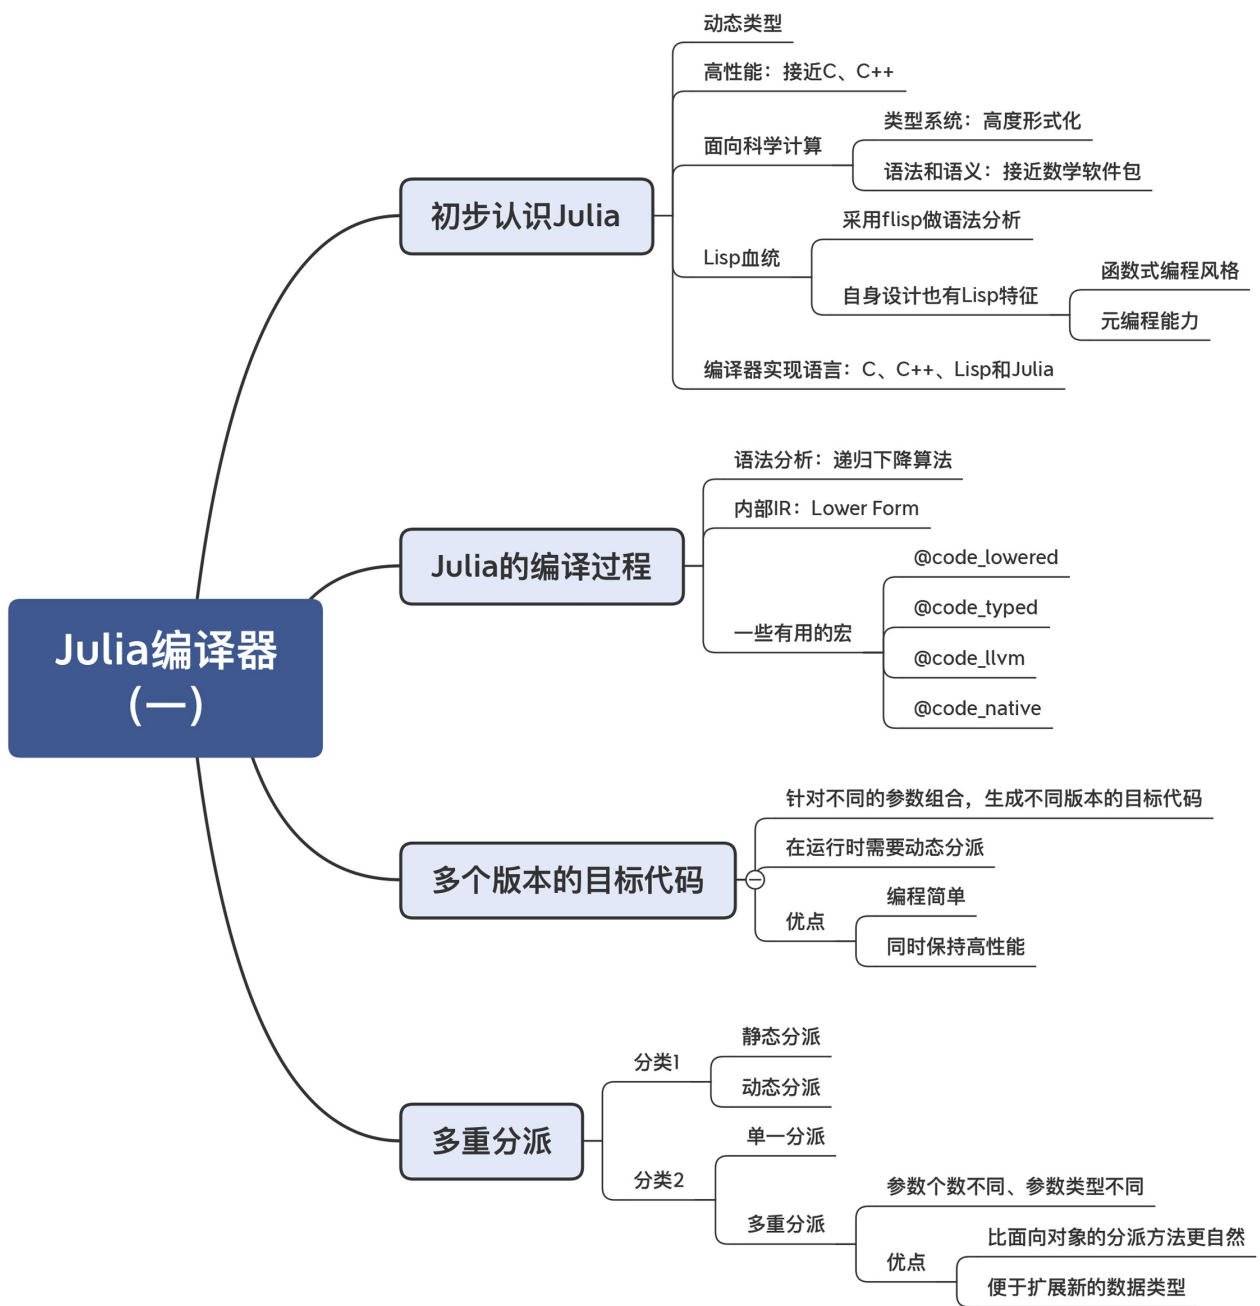 Julia编译器
(一)
初步认识Julia
动态类型
高性能：接近C、C++
面向科学计算
类型系统：高度形式化
语法和语义：接近数学软件包
Lisp血统
采用flisp做语法分析
自身设计也有Lisp特征
函数式编程风格
元编程能力
编译器实现语言：C、C++、Lisp和Julia
Julia的编译过程
语法分析：递归下降算法
内部IR：Lower Form
一些有用的宏
@code_lowered
@code_typed
@code_llvm
@code_native
多个版本的目标代码
针对不同的参数组合，生成不同版本的目标代码
在运行时需要动态分派
优点
编程简单
同时保持高性能
多重分派
分类1
静态分派
动态分派
分类2
单一分派
多重分派
参数个数不同、参数类型不同
优点
比面向对象的分派方法更自然
便于扩展新的数据类型